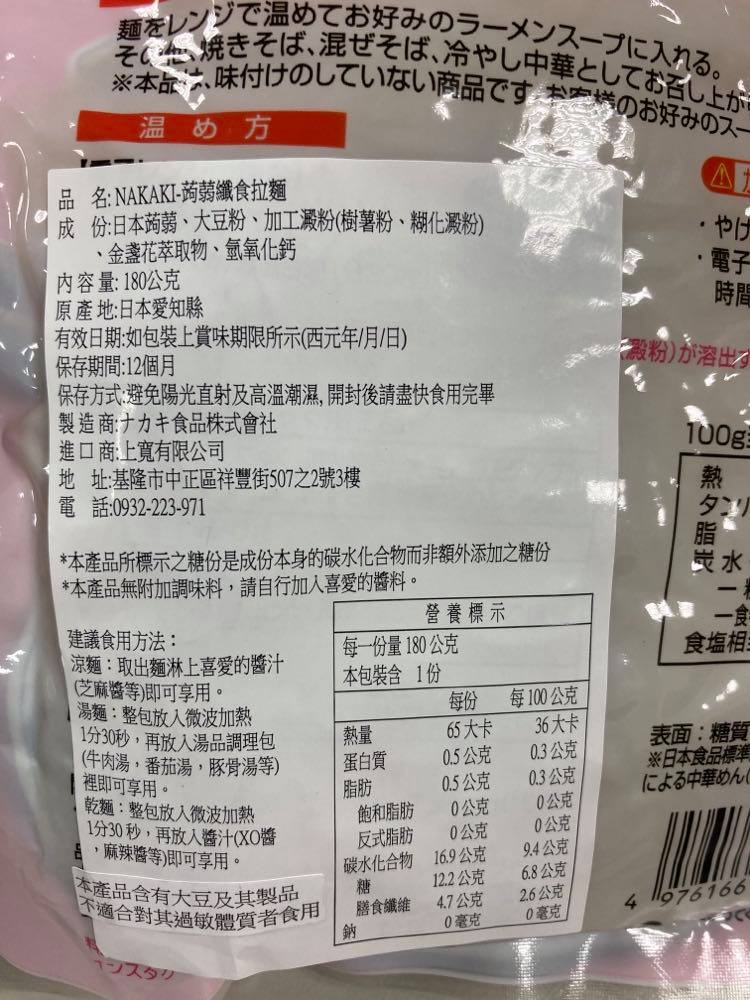 麺をレンジで温めてお好みのラーメンスープに入れる。
その他、焼きそば、混ぜそば、冷やし中華としてお召し上が
※本品は、味付けのしていない商品です。お客様のお好みのスー
温め方
品 名: NAKAKI-蒟蒻纖食拉麵
成 份:日本蒟蒻、大豆粉、加工澱粉(樹薯粉、糊化澱粉)
、金盞花萃取物、氫氧化鈣
內容量: 180公克
原產地:日本愛知縣
有效日期:如包裝上賞味期限所示(西元年/月/日)
保存期間:12個月
保存方式:避免陽光直射及高溫潮濕, 開封後請盡快食用完畢
製造商:ナカキ食品株式會社
進口商:上寬有限公司
地 址:基隆市中正區祥豐街507之2號3樓
電 話:0932-223-971
*本產品所標示之糖份是成份本身的碳水化合物而非額外添加之糖份
*本產品無附加調味料，請自行加入喜愛的醬料。
建議食用方法：
涼麵：取出麵淋上喜愛的醬汁
(芝麻醬等)即可享用。
湯麵：整包放入微波加熱
1分30秒，再放入湯品調理包
(牛肉湯，番茄湯，豚骨湯等)
裡即可享用。
乾麵：整包放入微波加熱
1分30 秒，再放入醬汁(XO醬
，麻辣醬等)即可享用。
本產品含有大豆及其製品
不適合對其過敏體質者食用
營養標示
每一份量 180 公克
本包裝含 1份
每份 每 100 公克
熱量 65 大卡 36 大卡
蛋白質 0.5 公克 0.3 公克
脂肪 0.5 公克 0.3 公克
飽和脂肪 0 公克 0 公克
反式脂肪 0 公克 0 公克
碳水化合物 16.9 公克 9.4 公克
糖 12.2 公克 6.8 公克
膳食纖維 4.7 公克 2.6 公克
鈉 0 毫克 0 毫克
・やけ
・電子
時間
澱粉)が溶出す
100g
熱
タンパ
脂
炭水
一
一食
食塩相
表面：糖質
※日本食品標準
による中華めん(
4 976166